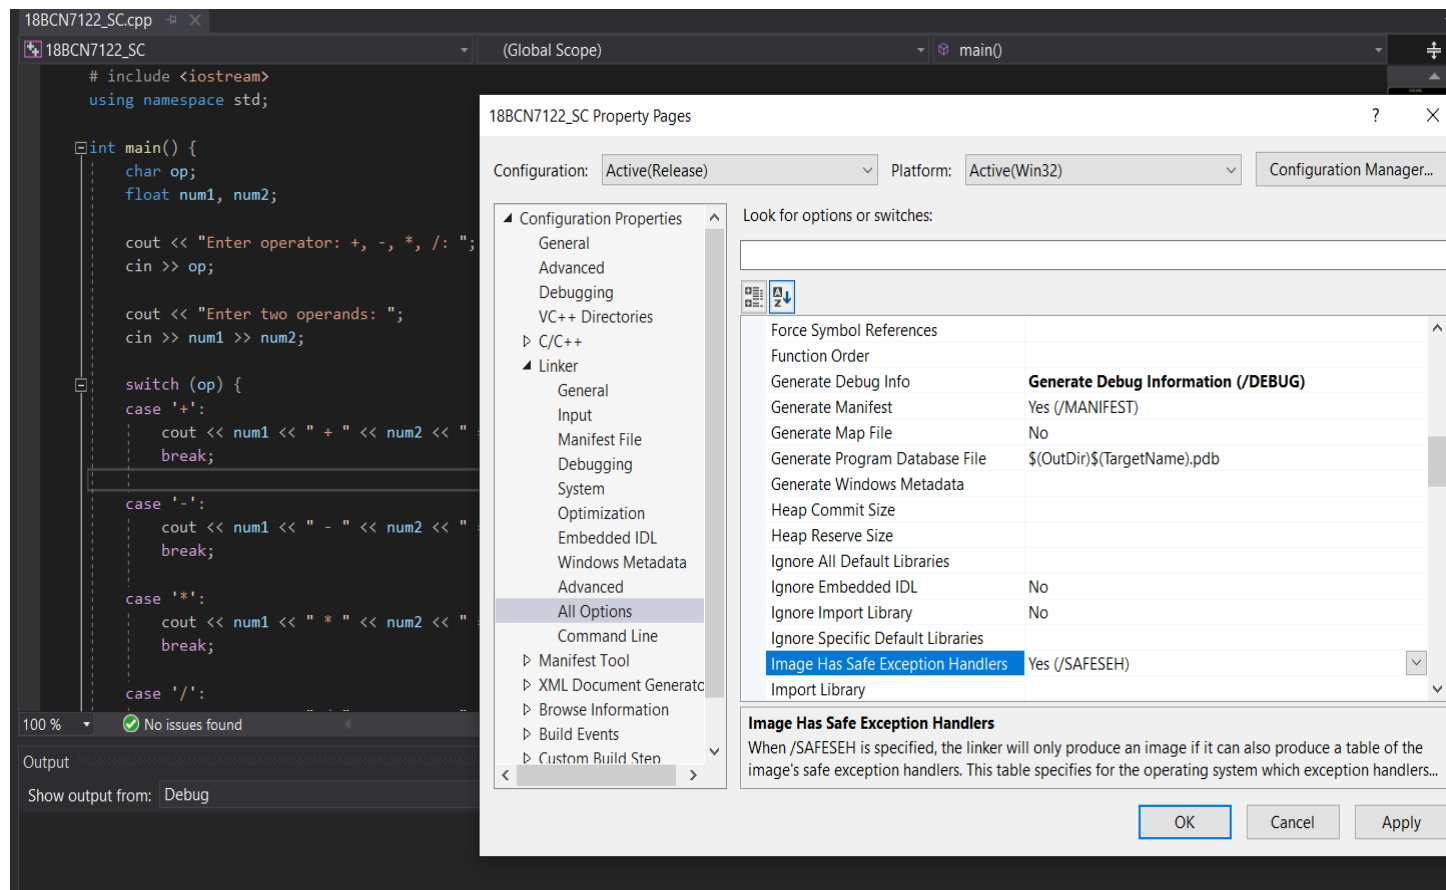 18BCN7122_SC.cpp
18BCN7122_SC (Global Scope) main()
# include <iostream>
using namespace std;
int main() {
char op;
float num1, num2;
cout << "Enter operator: +, -, *, /: ";
cin >> op;
cout << "Enter two operands: ";
cin >> num1 >> num2;
switch (op) {
case '+':
cout << num1 << " + " << num2 << "
break;
case '-':
cout << num1 << " - " << num2 << "
break;
case '*':
cout << num1 << " * " << num2 << "
break;
case '/':
100 % No issues found
Output
Show output from: Debug
18BCN7122_SC Property Pages ?
Configuration: Active(Release) Platform: Active(Win32) Configuration Manager...
Configuration Properties
General
Advanced
Debugging
VC++ Directories
C/C++
Linker
General
Input
Manifest File
Debugging
System
Optimization
Embedded IDL
Windows Metadata
Advanced
All Options
Command Line
Manifest Tool
XML Document Generato
Browse Information
Build Events
Custom Build Step
Look for options or switches:
Force Symbol References
Function Order
Generate Debug Info Generate Debug Information (/DEBUG)
Generate Manifest Yes (/MANIFEST)
Generate Map File No
Generate Program Database File $(OutDir)$(TargetName).pdb
Generate Windows Metadata
Heap Commit Size
Heap Reserve Size
Ignore All Default Libraries
Ignore Embedded IDL No
Ignore Import Library No
Ignore Specific Default Libraries
Image Has Safe Exception Handlers Yes (/SAFESEH)
Import Library
Image Has Safe Exception Handlers
When /SAFESEH is specified, the linker will only produce an image if it can also produce a table of the
image's safe exception handlers. This table specifies for the operating system which exception handlers...
OK Cancel Apply